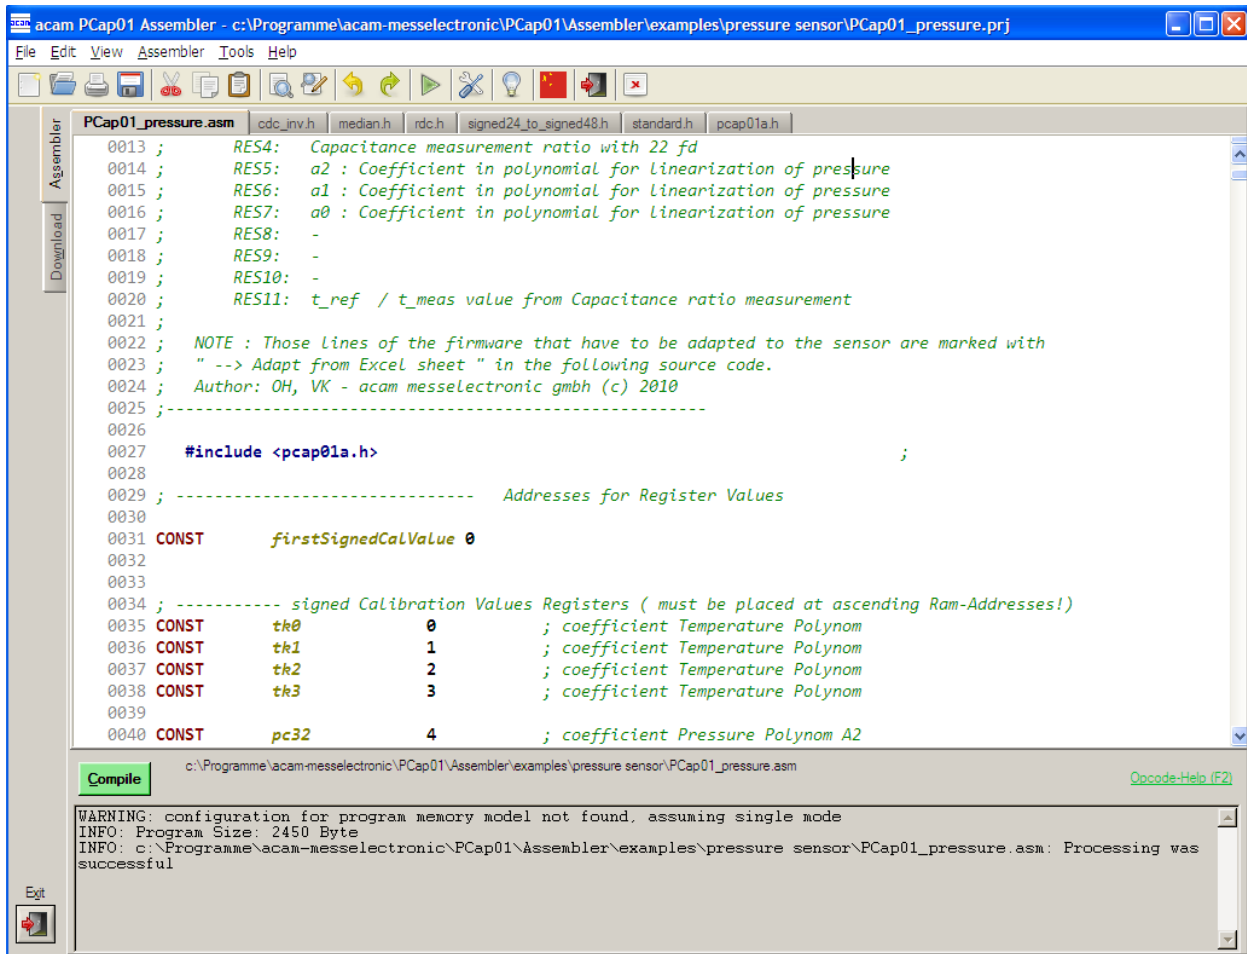 acam PCap01 Assembler - c:\Programme\acam-messelectronic\PCap01\Assembler\examples\pressure sensor\PCap01_pressure.prj
File Edit View Assembler Tools Help
Assembler
Download
PCap01_pressure.asm cdc_inv.h median.h rdc.h signed24_to_signed48.h standard.h pcap01a.h
0013 ; RES4: Capacitance measurement ratio with 22 fd
0014 ; RES5: a2 : Coefficient in polynomial for linearization of pressure
0015 ; RES6: a1 : Coefficient in polynomial for linearization of pressure
0016 ; RES7: a0 : Coefficient in polynomial for linearization of pressure
0017 ; RES8: -
0018 ; RES9: -
0019 ; RES10: -
0020 ; RES11: t_ref / t_meas value from Capacitance ratio measurement
0021 ;
0022 ; NOTE : Those lines of the firmware that have to be adapted to the sensor are marked with
0023 ; " --> Adapt from Excel sheet " in the following source code.
0024 ; Author: OH, VK - acam messelectronic gmbh (c) 2010
0025 ;--------------------------------------------------------
0026
0027 #include <pcap01a.h> ;
0028
0029 ; ------------------------------- Addresses for Register Values
0030
0031 CONST firstSignedCalValue 0
0032
0033
0034 ; ----------- signed Calibration Values Registers ( must be placed at ascending Ram-Addresses!)
0035 CONST tk0 0 ; coefficient Temperature Polynom
0036 CONST tk1 1 ; coefficient Temperature Polynom
0037 CONST tk2 2 ; coefficient Temperature Polynom
0038 CONST tk3 3 ; coefficient Temperature Polynom
0039
0040 CONST pc32 4 ; coefficient Pressure Polynom A2
Compile c:\Programme\acam-messelectronic\PCap01\Assembler\examples\pressure sensor\PCap01_pressure.asm
Opcode-Help (F2)
WARNING: configuration for program memory model not found, assuming single mode
INFO: Program Size: 2450 Byte
INFO: c:\Programme\acam-messelectronic\PCap01\Assembler\examples\pressure sensor\PCap01_pressure.asm: Processing was
successful
Exit